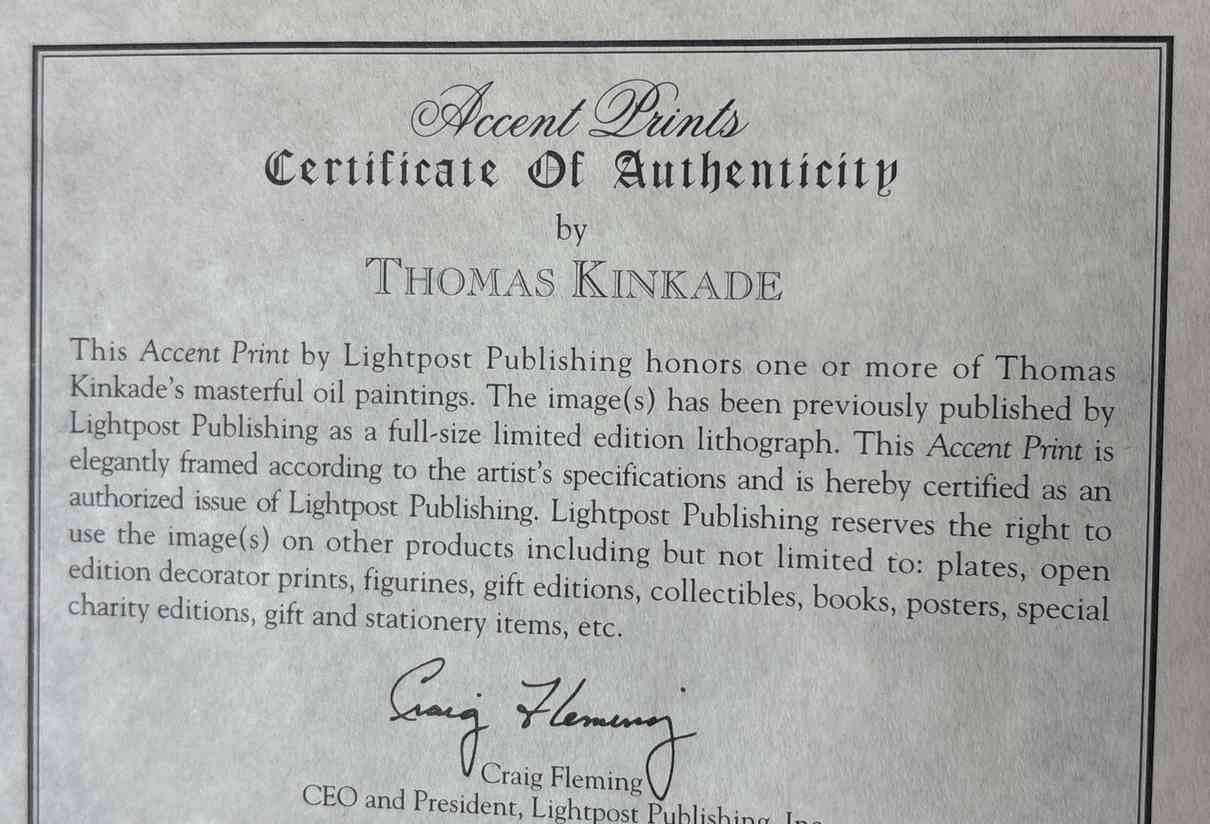 Accent Prints
Certificate Of Authenticity
by
THOMAS KINKADE
This Accent Print by Lightpost Publishing honors one or more of Thomas
Kinkade's masterful oil paintings. The image(s) has been previously published by
Lightpost Publishing as a full-size limited edition lithograph. This Accent Print is
elegantly framed according to the artist's specifications and is hereby certified as an
authorized issue of Lightpost Publishing. Lightpost Publishing reserves the right to
use the image(s) on other products including but not limited to: plates, open
edition decorator prints, figurines, gift editions, collectibles, books, posters, special
charity editions, gift and stationery items, etc.
Craig Fleming
Craig Fleming
CEO and President, Lightpost Publishing, Inc